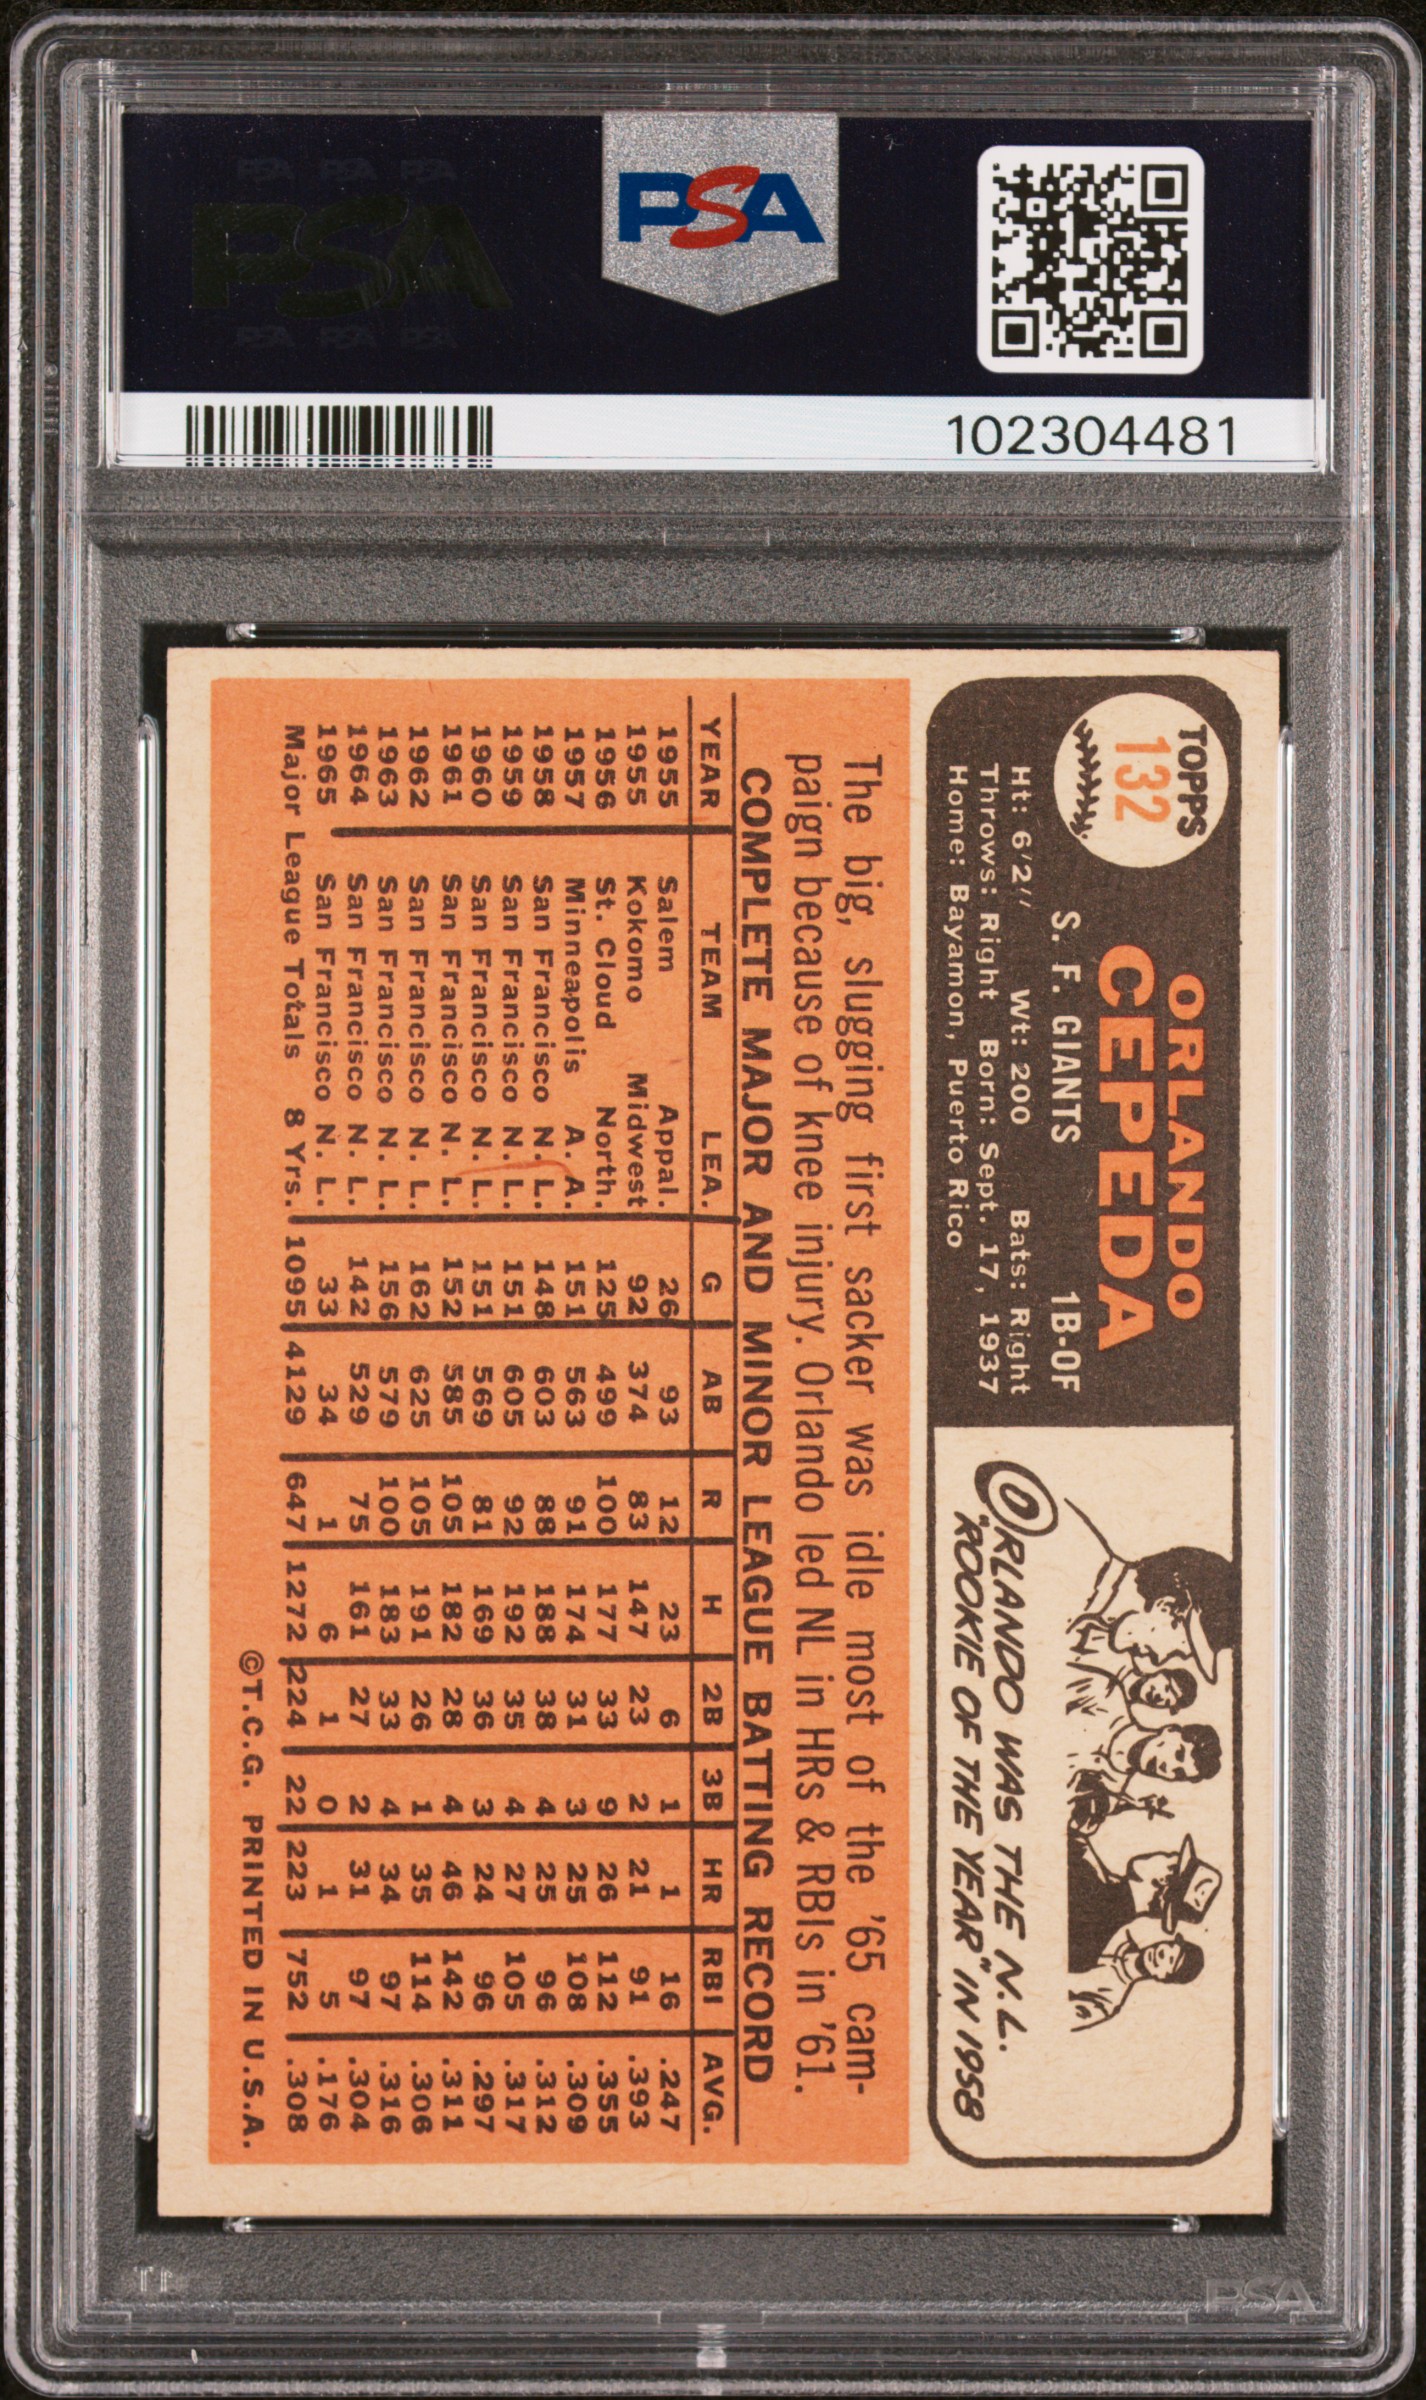 PSA PSA PSA
PSA
PSA PSA PSA
PSA
102304481
TOPPS
132
ORLANDO
CEPEDA
S. F. GIANTS 1B-OF
Ht: 6'2" Wt: 200 Bats: Right
Throws: Right Born: Sept. 17, 1937
Home: Bayamon, Puerto Rico
ORLANDO WAS THE N.L.
"ROOKIE OF THE YEAR" IN 1958
The big, slugging first sacker was idle most of the '65 cam-
paign because of knee injury. Orlando led NL in HRs & RBIs in '61.
COMPLETE MAJOR AND MINOR LEAGUE BATTING RECORD
YEAR TEAM LEA. G AB R H 2B 3B HR RBI AVG.
1955 Salem Appal. 26 93 12 23 6 1 1 16 .247
1955 Kokomo Midwest 92 374 83 147 23 2 21 91 .393
1956 St. Cloud North. 125 499 100 177 33 9 26 112 .355
1957 Minneapolis A. A. 151 563 91 174 31 3 25 108 .309
1958 San Francisco N. L. 148 603 88 188 38 4 25 96 .312
1959 San Francisco N. L. 151 605 92 192 35 4 27 105 .317
1960 San Francisco N. L. 151 569 81 169 36 3 24 96 .297
1961 San Francisco N. L. 152 585 105 182 28 4 46 142 .311
1962 San Francisco N. L. 162 625 105 191 26 1 35 114 .306
1963 San Francisco N. L. 156 579 100 183 33 4 34 97 .316
1964 San Francisco N. L. 142 529 75 161 27 2 31 97 .304
1965 San Francisco N. L. 33 34 1 6 1 0 1 5 .176
Major League Totals 8 Yrs. 1095 4129 647 1272 224 22 223 752 .308
©T.C.G. PRINTED IN U.S.A.
PSA